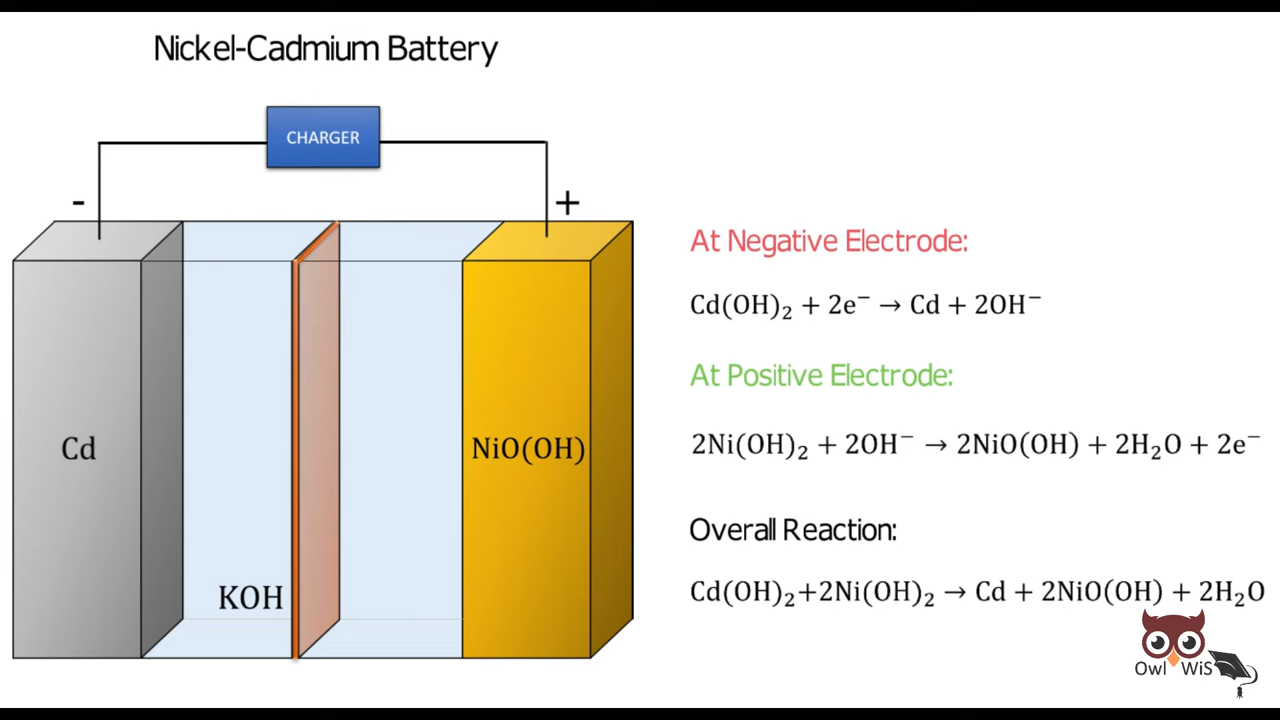 Nickel-Cadmium Battery
CHARGER
- +
Cd
NiO(OH)
KOH
At Negative Electrode:
Cd(OH)₂ + 2e⁻ → Cd + 2OH⁻
At Positive Electrode:
2Ni(OH)₂ + 2OH⁻ → 2NiO(OH) + 2H₂O + 2e⁻
Overall Reaction:
Cd(OH)₂+2Ni(OH)₂ → Cd + 2NiO(OH) + 2H₂O
Owl WiS